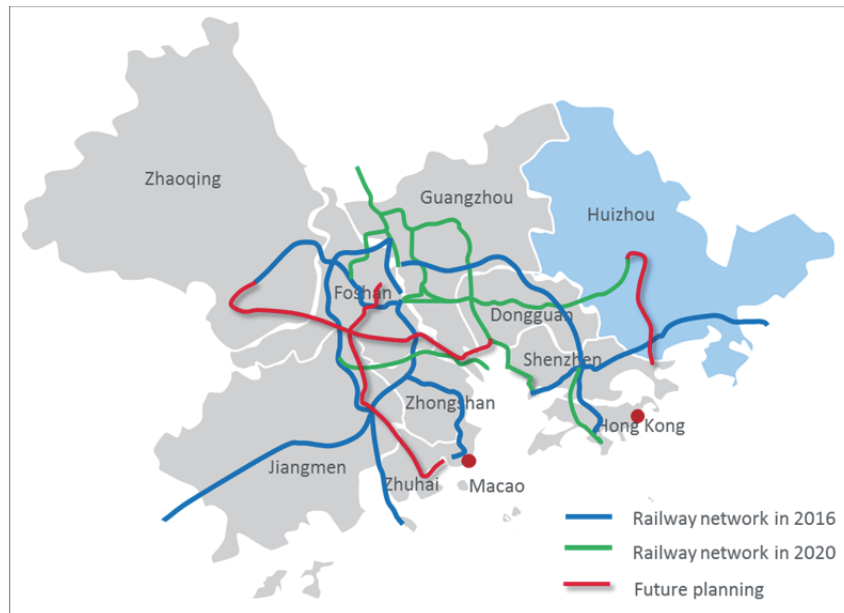 Zhaoqing
Guangzhou
Huizhou
Foshan
Dongguan
Shenzhen
Zhongshan
Hong Kong
Jiangmen
Zhuhai
Macao
Railway network in 2016
Railway network in 2020
Future planning